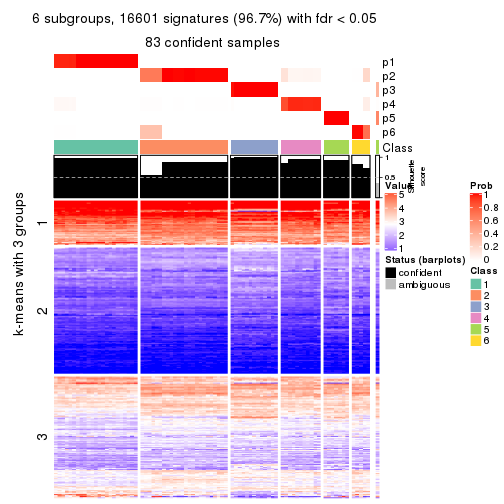 6 subgroups, 16601 signatures (96.7%) with fdr < 0.05
83 confident samples
p1
p2
p3
p4
p5
p6
Class
1
0.5
0
Silhouette
score
k-means with 3 groups
1
2
3
Value
5
4
3
2
1
Status (barplots)
confident
ambiguous
Prob
1
0.8
0.6
0.4
0.2
0
Class
1
2
3
4
5
6